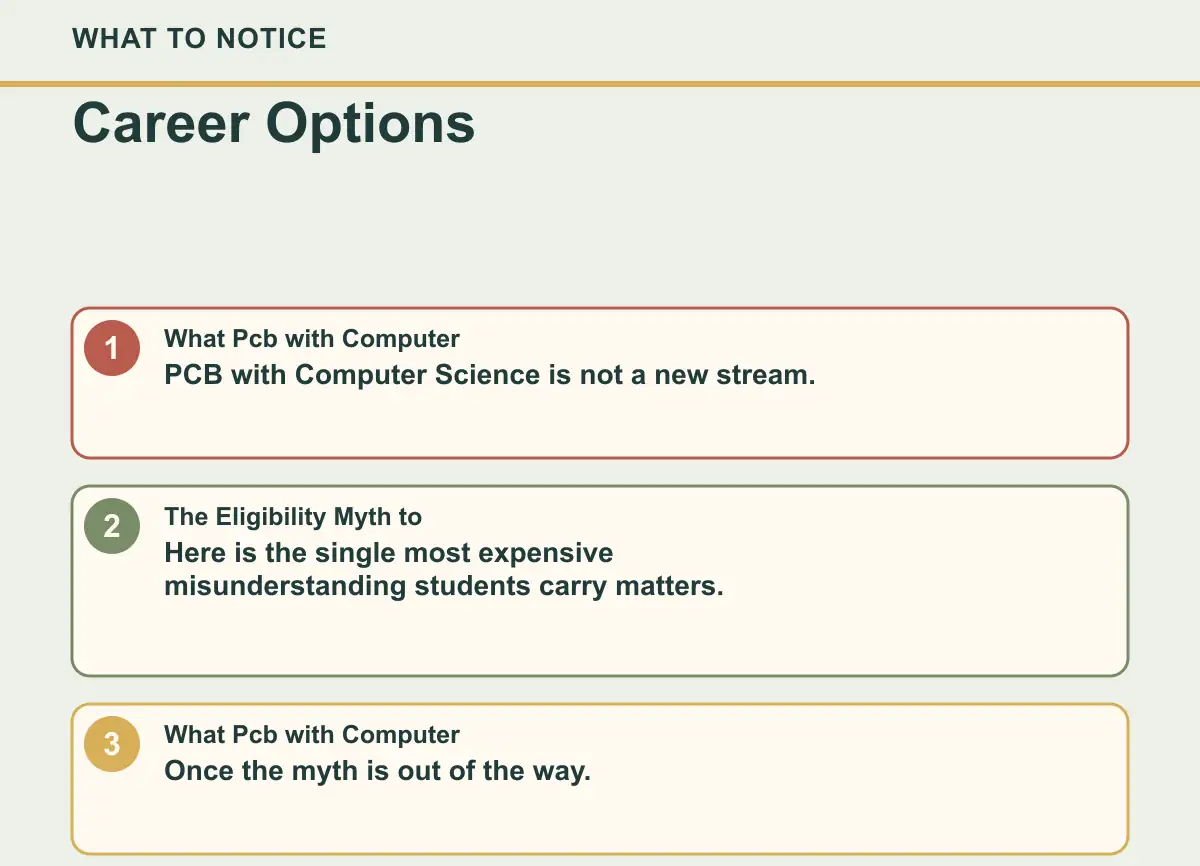 WHAT TO NOTICE
Career Options
1
What Pcb with Computer
PCB with Computer Science is not a new stream.
2
The Eligibility Myth to
Here is the single most expensive
misunderstanding students carry matters.
3
What Pcb with Computer
Once the myth is out of the way.